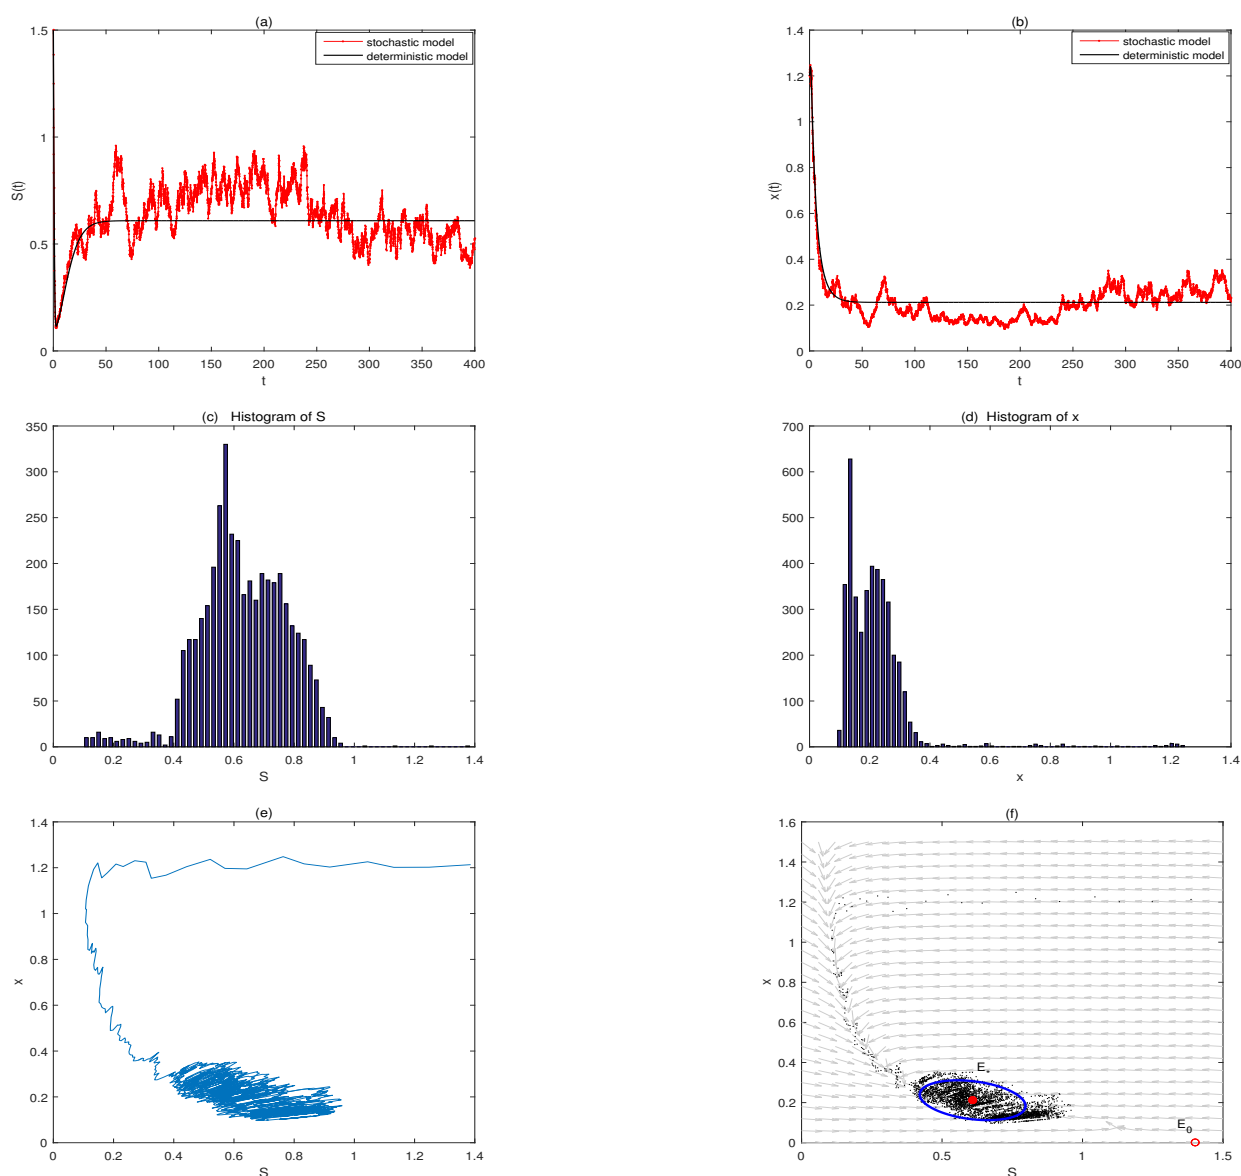 (a)
1.5
1
0.5
0
S(t)
stochastic model
deterministic model
0 50 100 150 200 250 300 350 400
t
(b)
1.4
1.2
1
0.8
0.6
0.4
0.2
0
x(t)
stochastic model
deterministic model
0 50 100 150 200 250 300 350 400
t
(c) Histogram of S
350
300
250
200
150
100
50
0
0 0.2 0.4 0.6 0.8 1 1.2 1.4
S
(d) Histogram of x
700
600
500
400
300
200
100
0
0 0.2 0.4 0.6 0.8 1 1.2 1.4
x
(e)
1.4
1.2
1
0.8
0.6
0.4
0.2
0
x
0 0.2 0.4 0.6 0.8 1 1.2 1.4
S
(f)
1.6
1.4
1.2
1
0.8
0.6
0.4
0.2
0
x
E*
E0
0 0.5 1 1.5
S